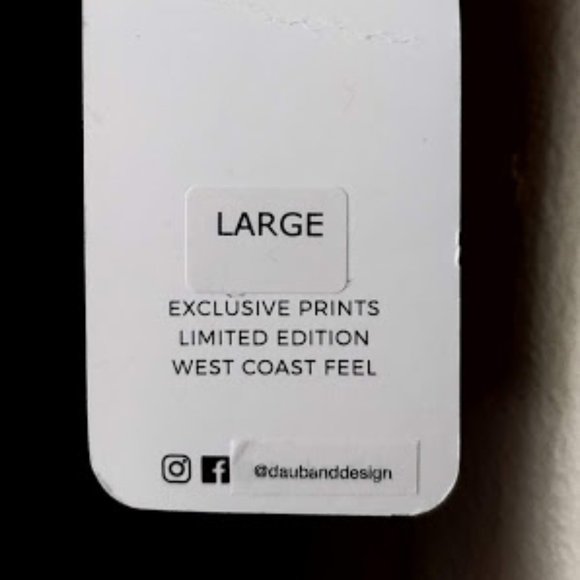 LARGE
EXCLUSIVE PRINTS
LIMITED EDITION
WEST COAST FEEL
@daubanddesign